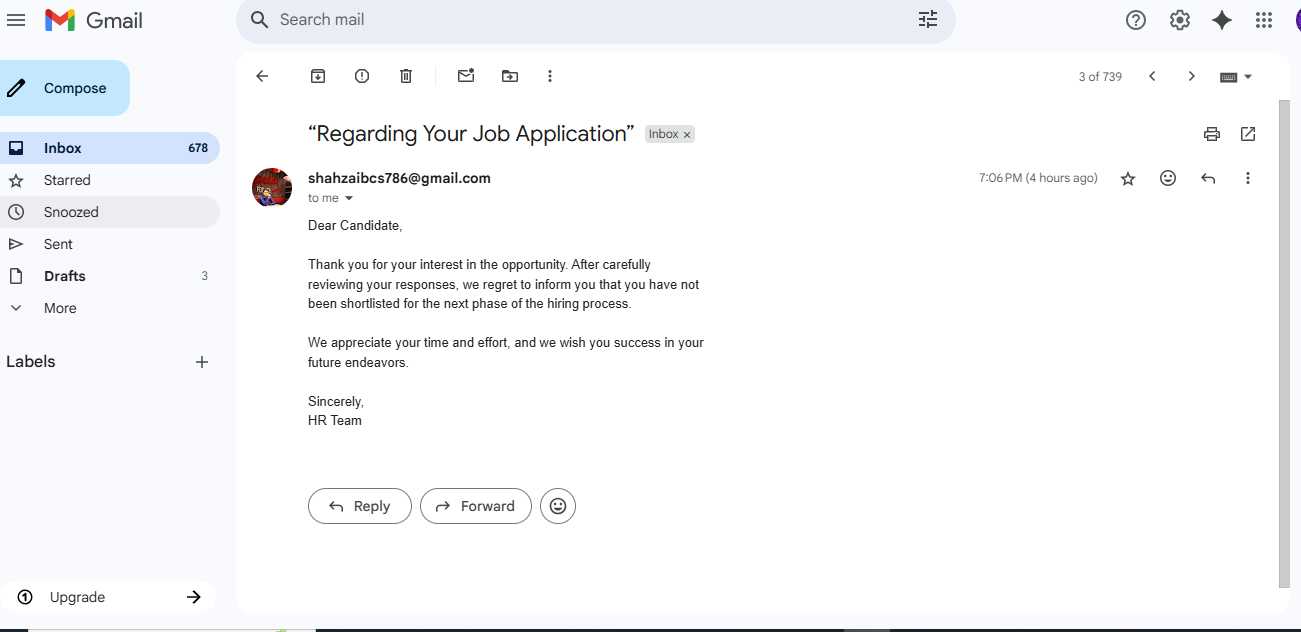 Gmail
Search mail
Compose
3 of 739
“Regarding Your Job Application” Inbox ×
Inbox 678
shahzaibcs786@gmail.com 7:06 PM (4 hours ago)
Starred
to me
Snoozed
Dear Candidate,
Sent
Thank you for your interest in the opportunity. After carefully
reviewing your responses, we regret to inform you that you have not
been shortlisted for the next phase of the hiring process.
Drafts 3
More
We appreciate your time and effort, and we wish you success in your
future endeavors.
Labels +
Sincerely,
HR Team
Reply Forward
1 Upgrade